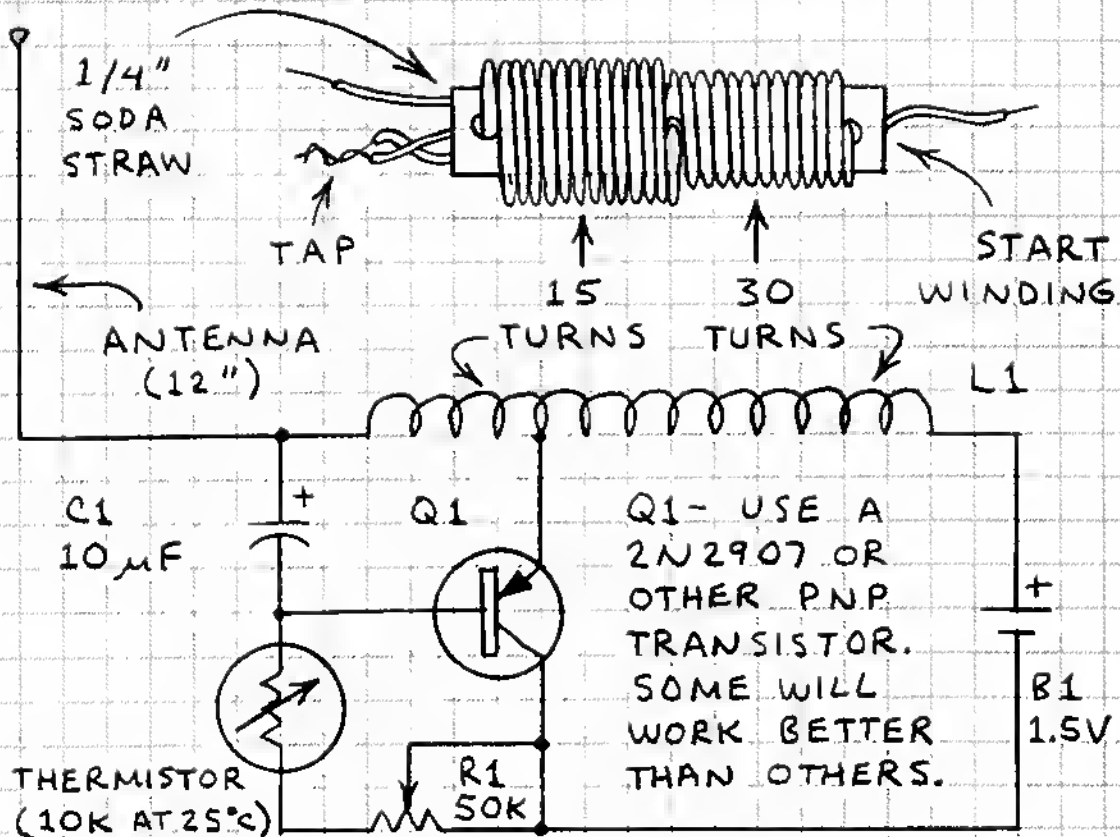 1/4"
SODA
STRAW
TAP
15
TURNS
30
TURNS
START
WINDING
ANTENNA
(12")
L1
C1
10 µF
+
Q1
Q1- USE A
2N2907 OR
OTHER PNP
TRANSISTOR.
SOME WILL
WORK BETTER
THAN OTHERS.
+
B1
1.5V
THERMISTOR
(10K AT 25°C)
R1
50K